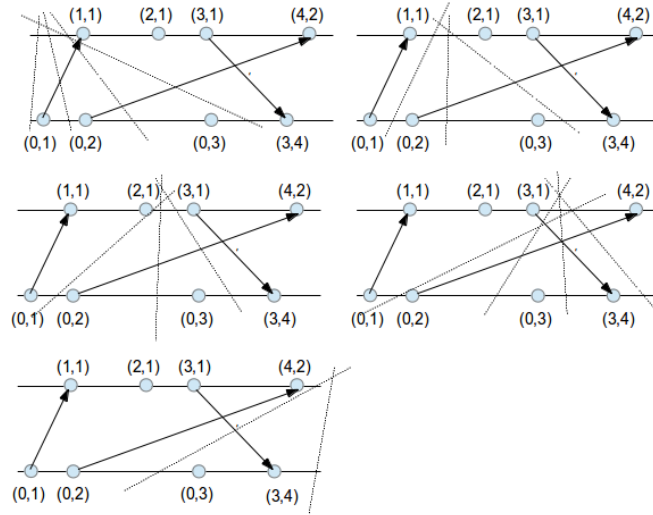 (1,1) (2,1) (3,1) (4,2)
(0,1) (0,2) (0,3) (3,4)
(1,1) (2,1) (3,1) (4,2)
(0,1) (0,2) (0,3) (3,4)
(1,1) (2,1) (3,1) (4,2)
(0,1) (0,2) (0,3) (3,4)
(1,1) (2,1) (3,1) (4,2)
(0,1) (0,2) (0,3) (3,4)
(1,1) (2,1) (3,1) (4,2)
(0,1) (0,2) (0,3) (3,4)